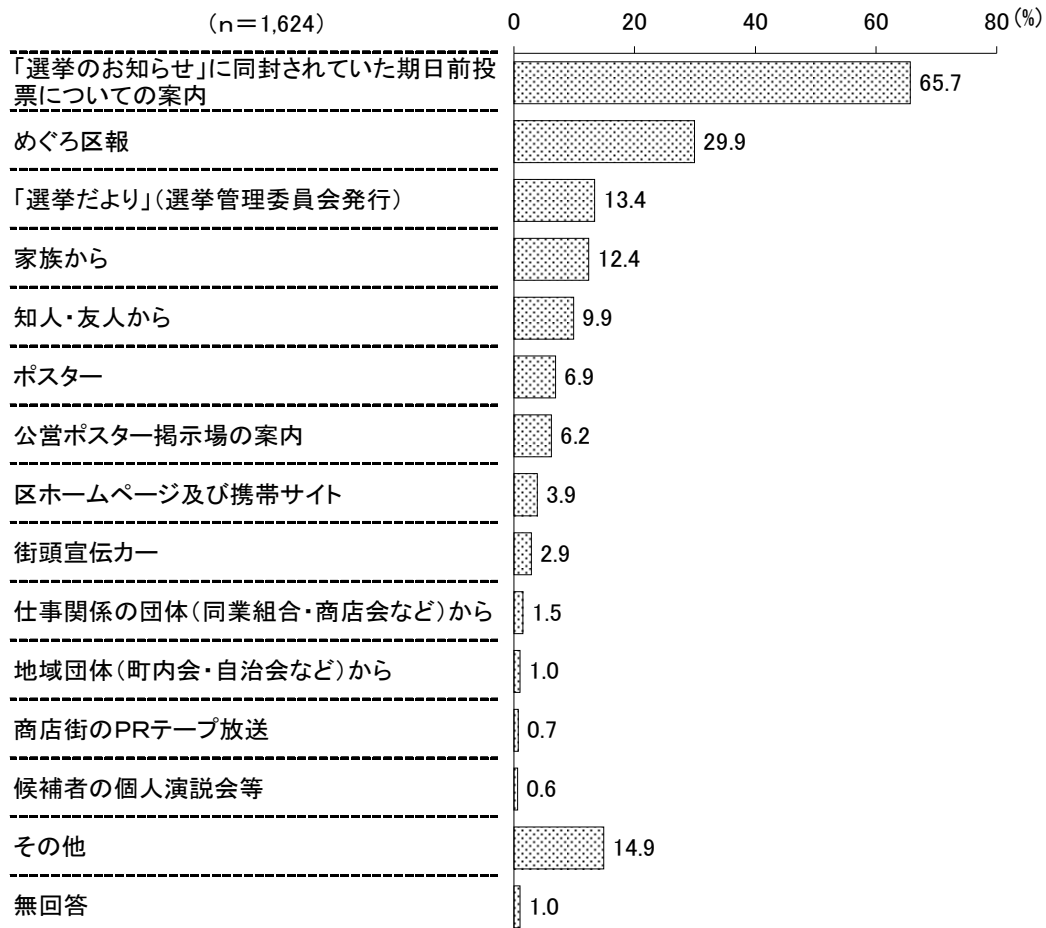 （n＝1,624）
0 20 40 60 80 (%)
「選挙のお知らせ」に同封されていた期日前投
票についての案内 65.7
めぐろ区報 29.9
「選挙だより」（選挙管理委員会発行） 13.4
家族から 12.4
知人・友人から 9.9
ポスター 6.9
公営ポスター掲示場の案内 6.2
区ホームページ及び携帯サイト 3.9
街頭宣伝カー 2.9
仕事関係の団体（同業組合・商店会など）から 1.5
地域団体（町内会・自治会など）から 1.0
商店街のPRテープ放送 0.7
候補者の個人演説会等 0.6
その他 14.9
無回答 1.0